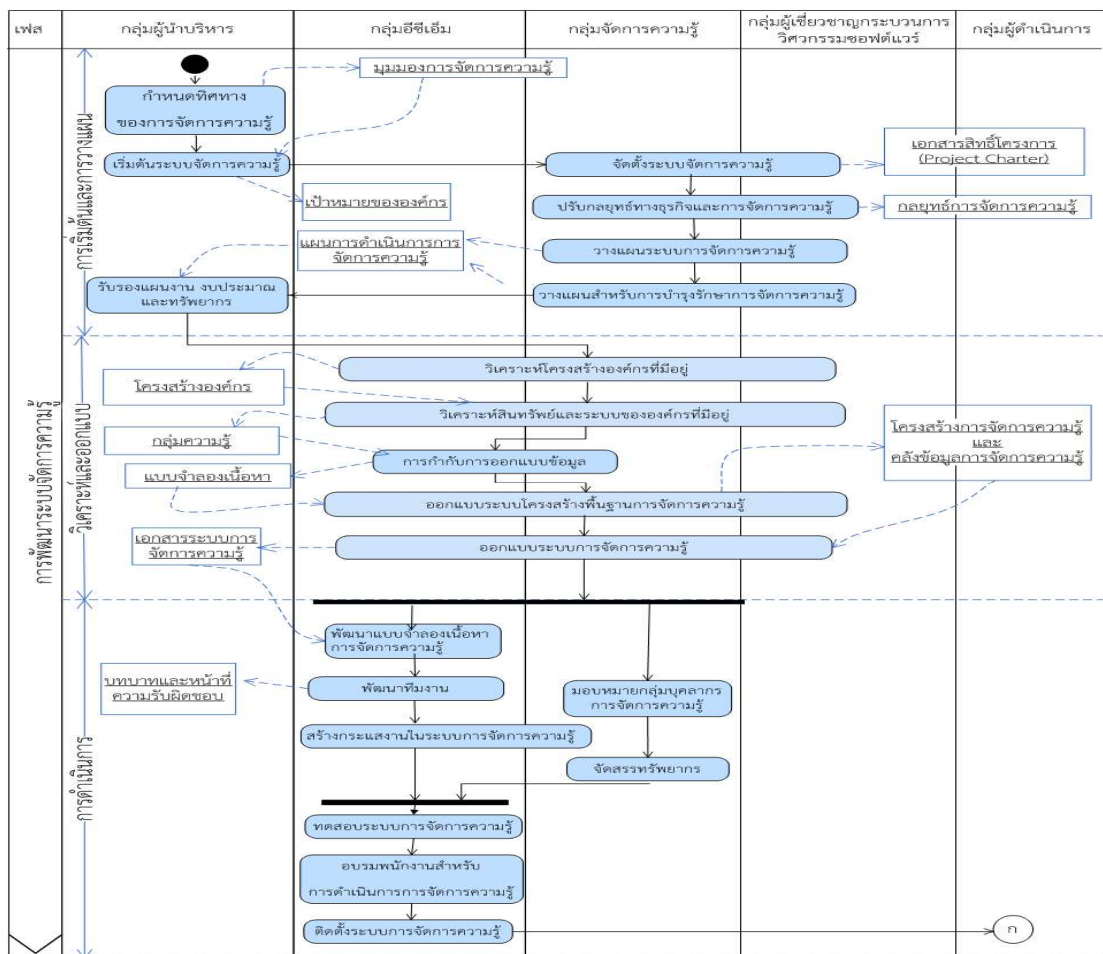 เฟส
กลุ่มผู้นำบริหาร
กลุ่มอีซีเอ็ม
กลุ่มจัดการความรู้
กลุ่มผู้เชี่ยวชาญกระบวนการ
วิศวกรรมซอฟต์แวร์
กลุ่มผู้ดำเนินการ
การพัฒนาระบบจัดการความรู้
การเริ่มต้นและการวางแผน
มุมมองการจัดการความรู้
กำหนดทิศทาง
ของการจัดการความรู้
เริ่มต้นระบบจัดการความรู้
จัดตั้งระบบจัดการความรู้
เอกสารสิทธิ์โครงการ
(Project Charter)
เป้าหมายขององค์กร
ปรับกลยุทธ์ทางธุรกิจและการจัดการความรู้
กลยุทธ์การจัดการความรู้
แผนการดำเนินการการ
จัดการความรู้
วางแผนระบบการจัดการความรู้
รับรองแผนงาน งบประมาณ
และทรัพยากร
วางแผนสำหรับการบำรุงรักษาการจัดการความรู้
วิเคราะห์และออกแบบ
วิเคราะห์โครงสร้างองค์กรที่มีอยู่
โครงสร้างองค์กร
วิเคราะห์สินทรัพย์และระบบขององค์กรที่มีอยู่
กลุ่มความรู้
โครงสร้างการจัดการความรู้
และ
คลังข้อมูลการจัดการความรู้
การกำกับการออกแบบข้อมูล
แบบจำลองเนื้อหา
ออกแบบระบบโครงสร้างพื้นฐานการจัดการความรู้
เอกสารระบบการ
จัดการความรู้
ออกแบบระบบการจัดการความรู้
การดำเนินการ
พัฒนาแบบจำลองเนื้อหา
การจัดการความรู้
บทบาทและหน้าที่
ความรับผิดชอบ
พัฒนาทีมงาน
มอบหมายกลุ่มบุคลากร
การจัดการความรู้
สร้างกระแสงานในระบบการจัดการความรู้
จัดสรรทรัพยากร
ทดสอบระบบการจัดการความรู้
อบรมพนักงานสำหรับ
การดำเนินการการจัดการความรู้
ติดตั้งระบบการจัดการความรู้
ก